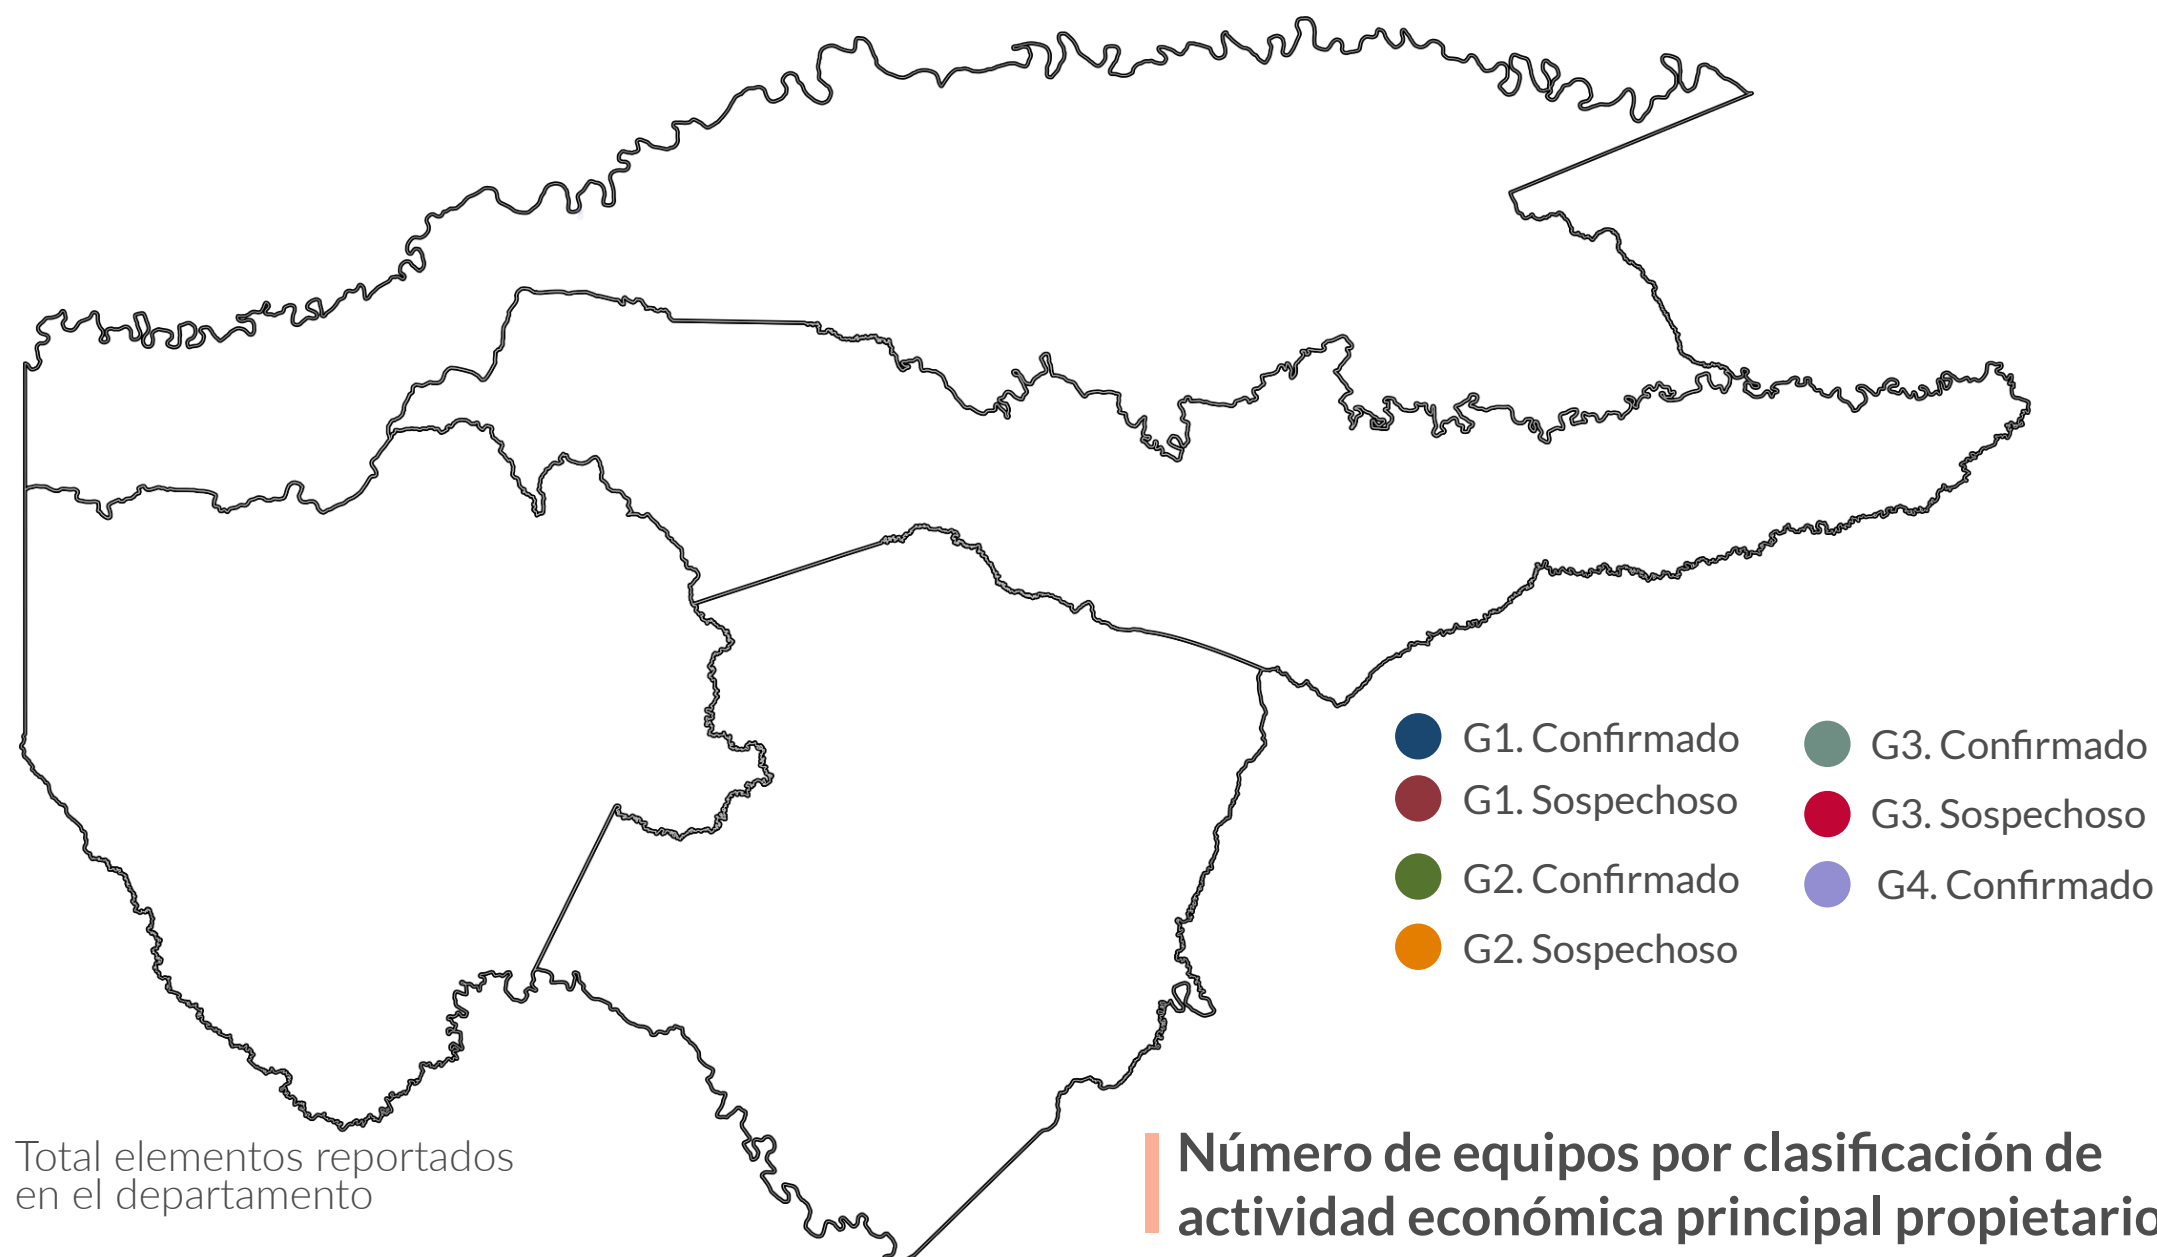 G1. Confirmado
G1. Sospechoso
G2. Confirmado
G2. Sospechoso
G3. Confirmado
G3. Sospechoso
G4. Confirmado
Total elementos reportados
en el departamento
Número de equipos por clasificación de
actividad económica principal propietario